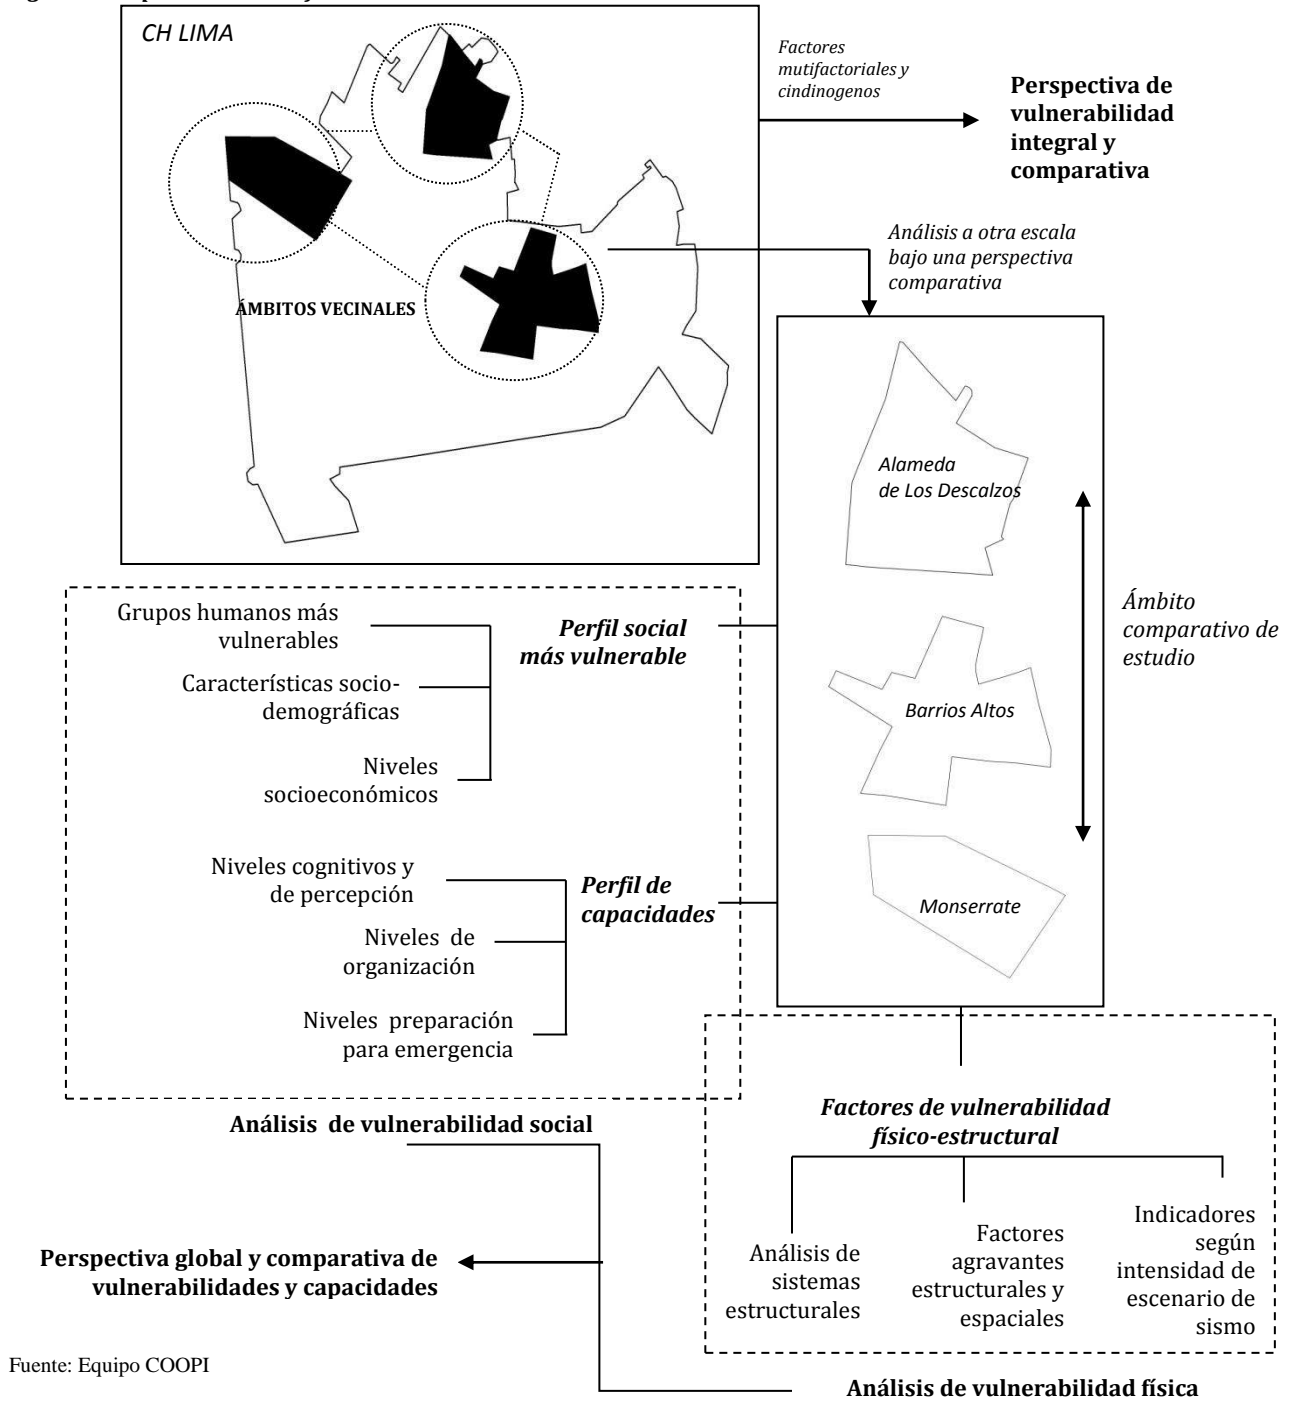 CH LIMA
Factores
mutifactoriales y
cindinogenos
Perspectiva de
vulnerabilidad
integral y
comparativa
Análisis a otra escala
bajo una perspectiva
comparativa
ÁMBITOS VECINALES
Alameda
de Los Descalzos
Ámbito
comparativo de
estudio
Barrios Altos
Monserrate
Grupos humanos más
vulnerables
Perfil social
más vulnerable
Características socio-
demográficas
Niveles
socioeconómicos
Niveles cognitivos y
de percepción
Perfil de
capacidades
Niveles de
organización
Niveles preparación
para emergencia
Análisis de vulnerabilidad social
Factores de vulnerabilidad
físico-estructural
Análisis de
sistemas
estructurales
Factores
agravantes
estructurales y
espaciales
Indicadores
según
intensidad de
escenario de
sismo
Perspectiva global y comparativa de
vulnerabilidades y capacidades
Fuente: Equipo COOPI
Análisis de vulnerabilidad física